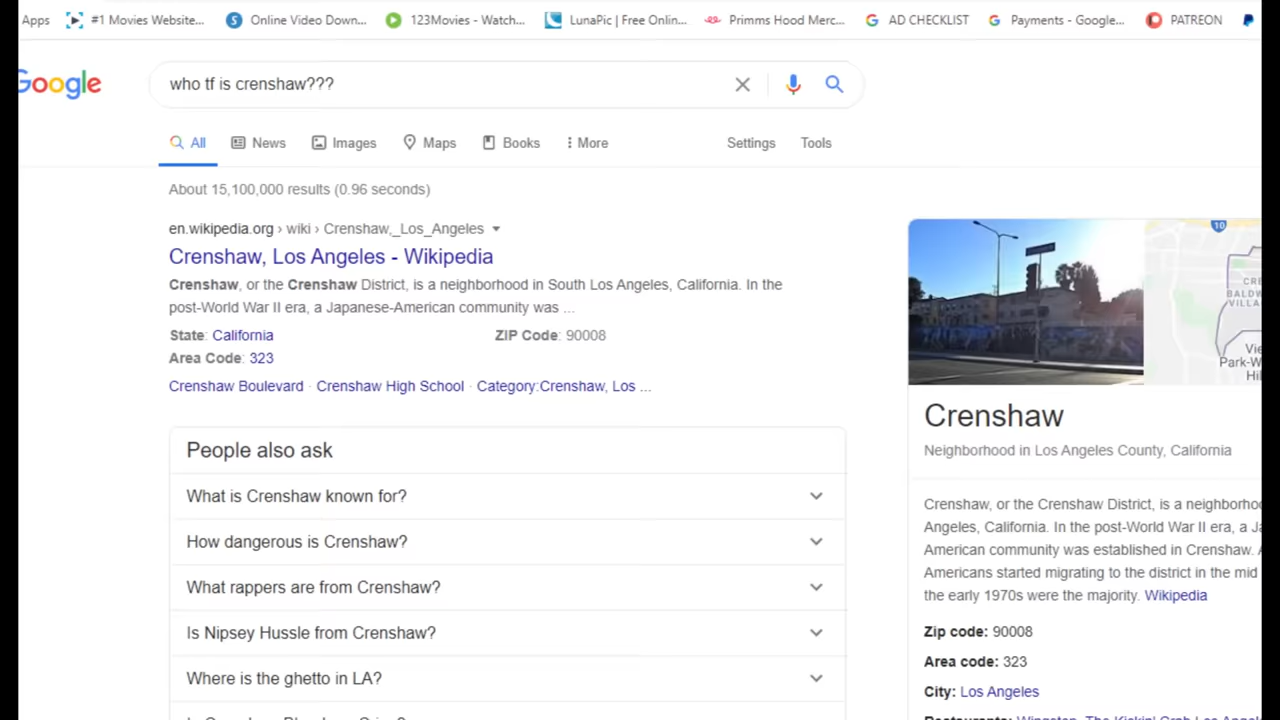 Apps #1 Movies Website... Online Video Down... 123Movies - Watch... LunaPic | Free Onlin... Primms Hood Merc... AD CHECKLIST Payments - Google... PATREON
Google
who tf is crenshaw???
All News Images Maps Books More Settings Tools
About 15,100,000 results (0.96 seconds)
en.wikipedia.org › wiki › Crenshaw,_Los_Angeles
Crenshaw, Los Angeles - Wikipedia
Crenshaw, or the Crenshaw District, is a neighborhood in South Los Angeles, California. In the
post-World War II era, a Japanese-American community was ...
State: California ZIP Code: 90008
Area Code: 323
Crenshaw Boulevard · Crenshaw High School · Category:Crenshaw, Los ...
People also ask
What is Crenshaw known for?
How dangerous is Crenshaw?
What rappers are from Crenshaw?
Is Nipsey Hussle from Crenshaw?
Where is the ghetto in LA?
10
CRE
BALDW
VILLA
Vie
Park-W
Hil
Crenshaw
Neighborhood in Los Angeles County, California
Crenshaw, or the Crenshaw District, is a neighborhoo
Angeles, California. In the post-World War II era, a Ja
American community was established in Crenshaw.
Americans started migrating to the district in the mid
the early 1970s were the majority. Wikipedia
Zip code: 90008
Area code: 323
City: Los Angeles